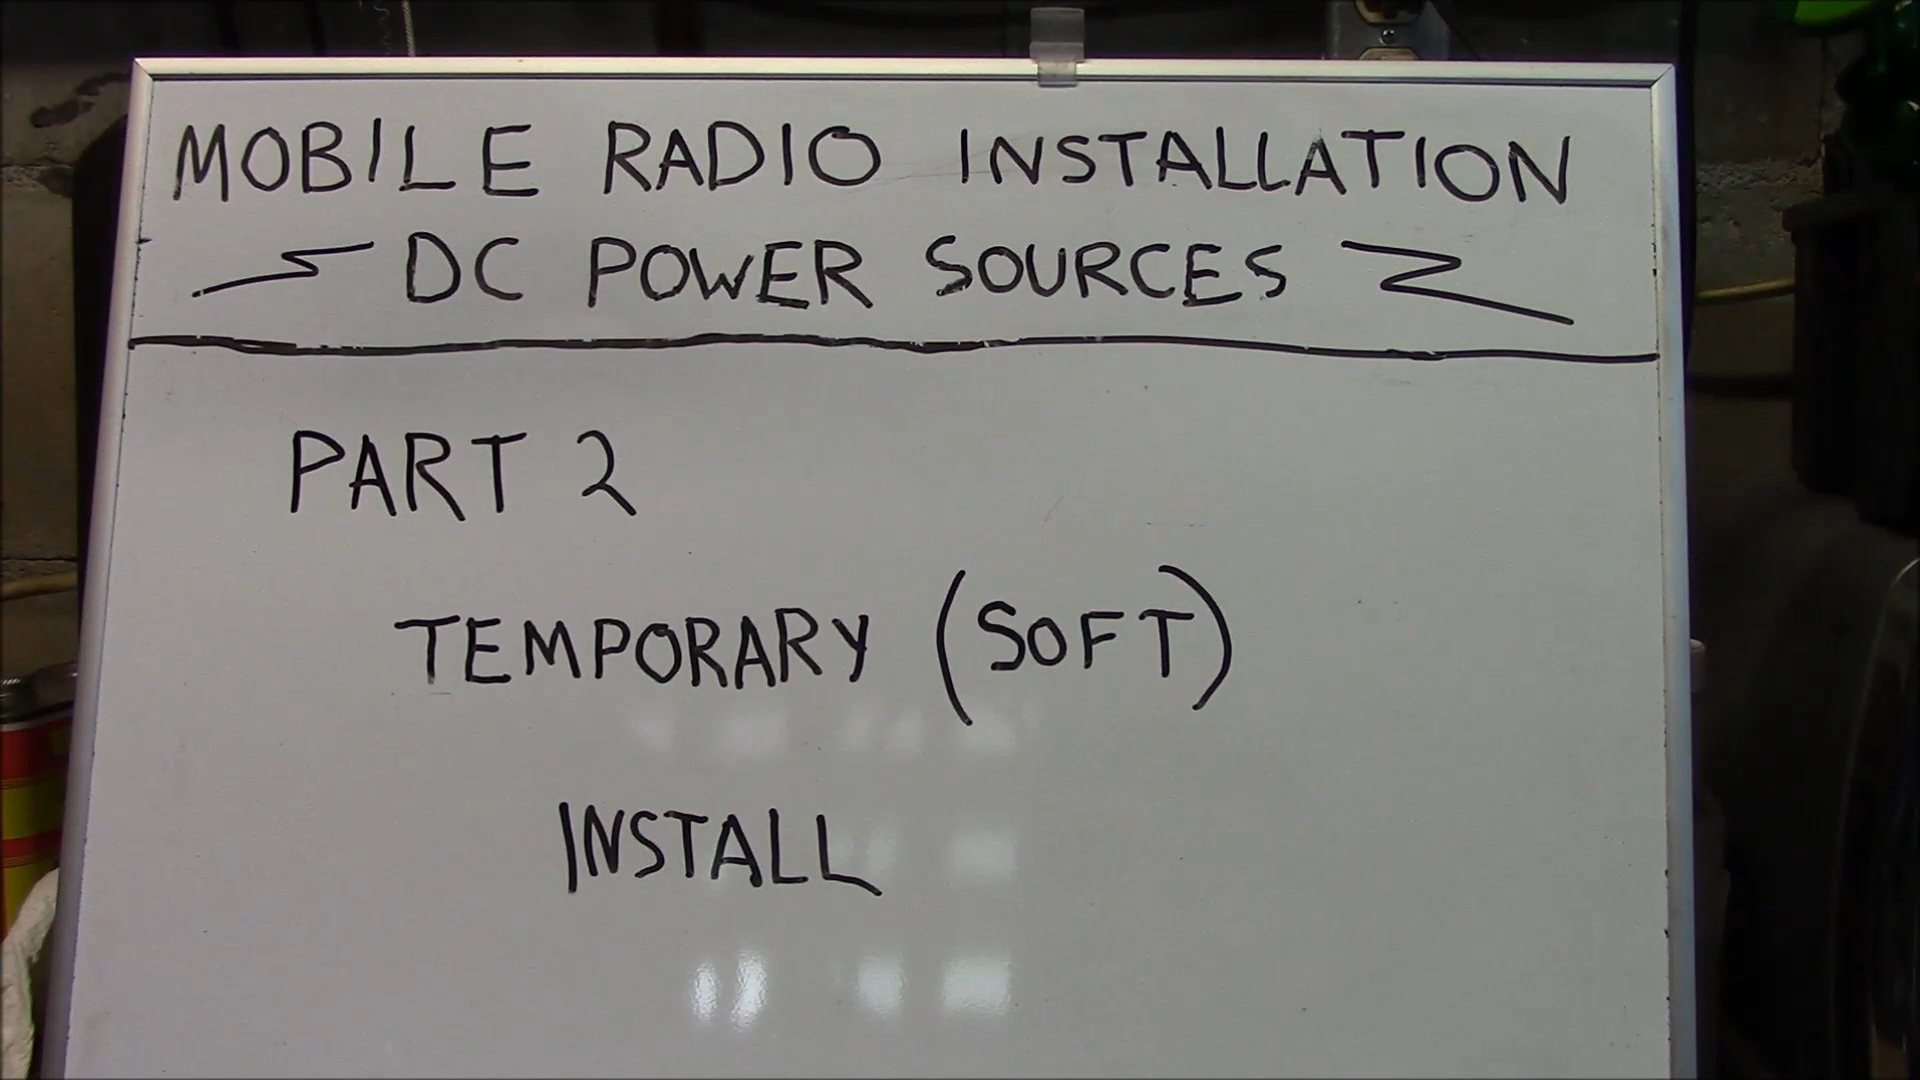 MOBILE RADIO INSTALLATION
DC POWER SOURCES
PART 2
TEMPORARY (SOFT)
INSTALL